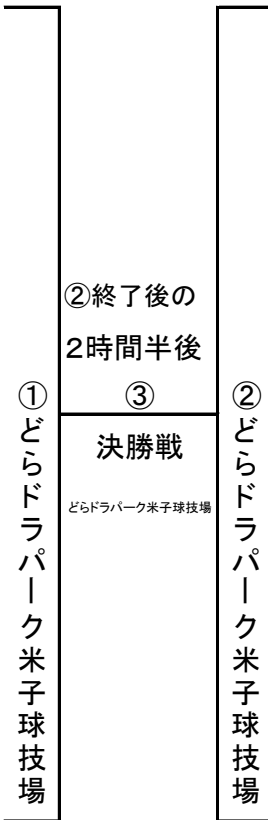 ②終了後の
2時間半後
③
決勝戦
どらドラパーク米子球技場
①どらドラパーク米子球技場
②どらドラパーク米子球技場